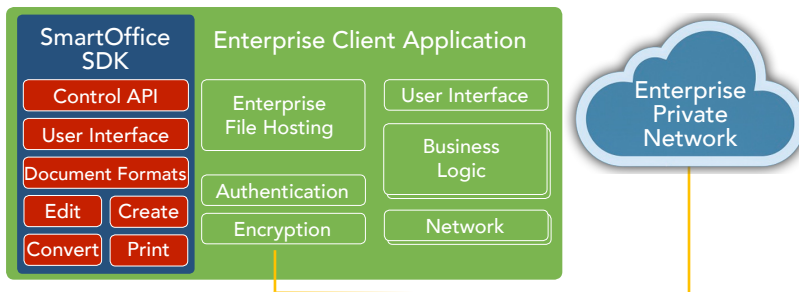 SmartOffice
SDK
Control API
User Interface
Document Formats
Edit
Create
Convert
Print
Enterprise Client Application
Enterprise
File Hosting
Authentication
Encryption
User Interface
Business
Logic
Network
Enterprise
Private
Network